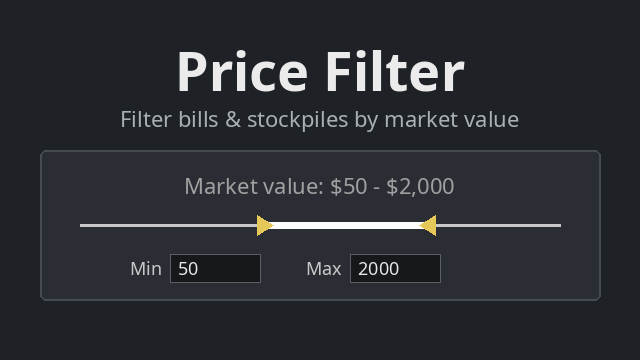 Price Filter
Filter bills & stockpiles by market value
Market value: $50 - $2,000
Min 50 Max 2000